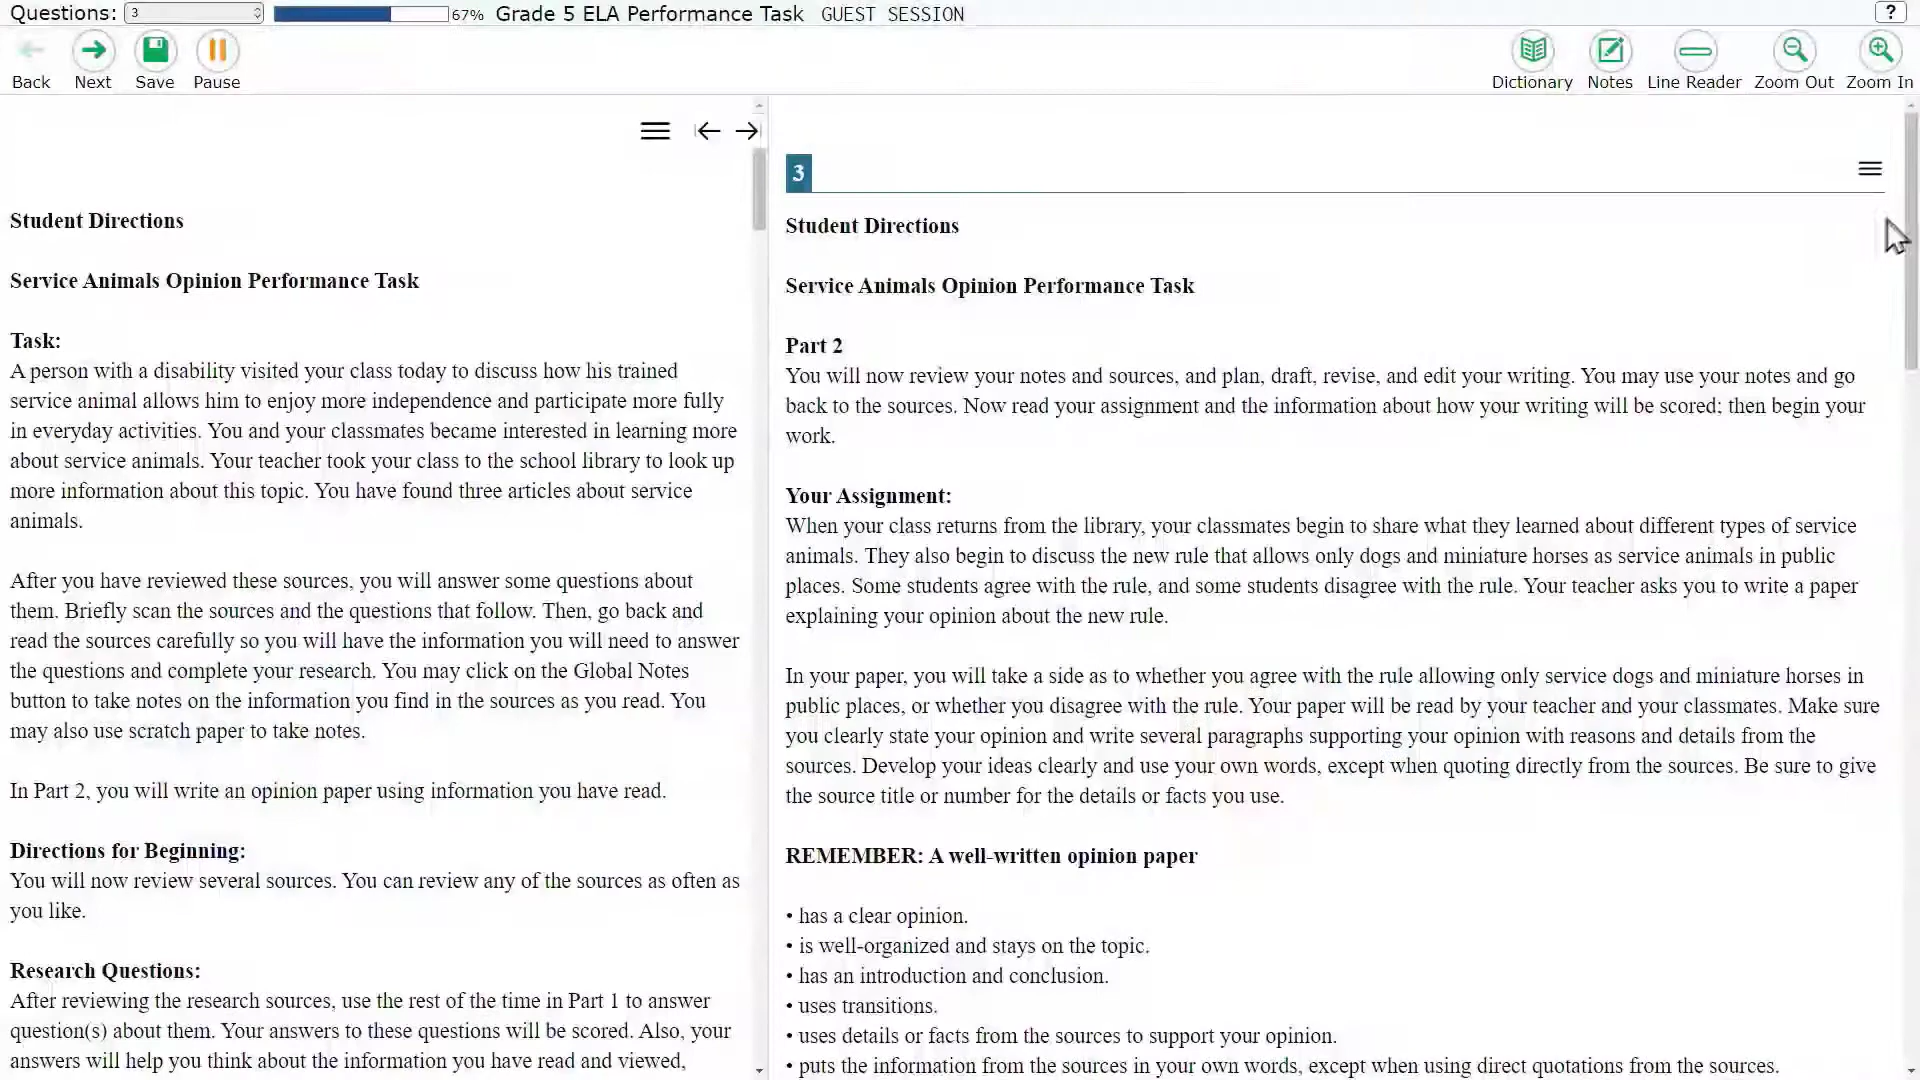 Questions: 3 67% Grade 5 ELA Performance Task GUEST SESSION ?
Back Next Save Pause Dictionary Notes Line Reader Zoom Out Zoom In
Student Directions
Service Animals Opinion Performance Task
Task:
A person with a disability visited your class today to discuss how his trained
service animal allows him to enjoy more independence and participate more fully
in everyday activities. You and your classmates became interested in learning more
about service animals. Your teacher took your class to the school library to look up
more information about this topic. You have found three articles about service
animals.
After you have reviewed these sources, you will answer some questions about
them. Briefly scan the sources and the questions that follow. Then, go back and
read the sources carefully so you will have the information you will need to answer
the questions and complete your research. You may click on the Global Notes
button to take notes on the information you find in the sources as you read. You
may also use scratch paper to take notes.
In Part 2, you will write an opinion paper using information you have read.
Directions for Beginning:
You will now review several sources. You can review any of the sources as often as
you like.
Research Questions:
After reviewing the research sources, use the rest of the time in Part 1 to answer
question(s) about them. Your answers to these questions will be scored. Also, your
answers will help you think about the information you have read and viewed,
3
Student Directions
Service Animals Opinion Performance Task
Part 2
You will now review your notes and sources, and plan, draft, revise, and edit your writing. You may use your notes and go
back to the sources. Now read your assignment and the information about how your writing will be scored; then begin your
work.
Your Assignment:
When your class returns from the library, your classmates begin to share what they learned about different types of service
animals. They also begin to discuss the new rule that allows only dogs and miniature horses as service animals in public
places. Some students agree with the rule, and some students disagree with the rule. Your teacher asks you to write a paper
explaining your opinion about the new rule.
In your paper, you will take a side as to whether you agree with the rule allowing only service dogs and miniature horses in
public places, or whether you disagree with the rule. Your paper will be read by your teacher and your classmates. Make sure
you clearly state your opinion and write several paragraphs supporting your opinion with reasons and details from the
sources. Develop your ideas clearly and use your own words, except when quoting directly from the sources. Be sure to give
the source title or number for the details or facts you use.
REMEMBER: A well-written opinion paper
• has a clear opinion.
• is well-organized and stays on the topic.
• has an introduction and conclusion.
• uses transitions.
• uses details or facts from the sources to support your opinion.
• puts the information from the sources in your own words, except when using direct quotations from the sources.